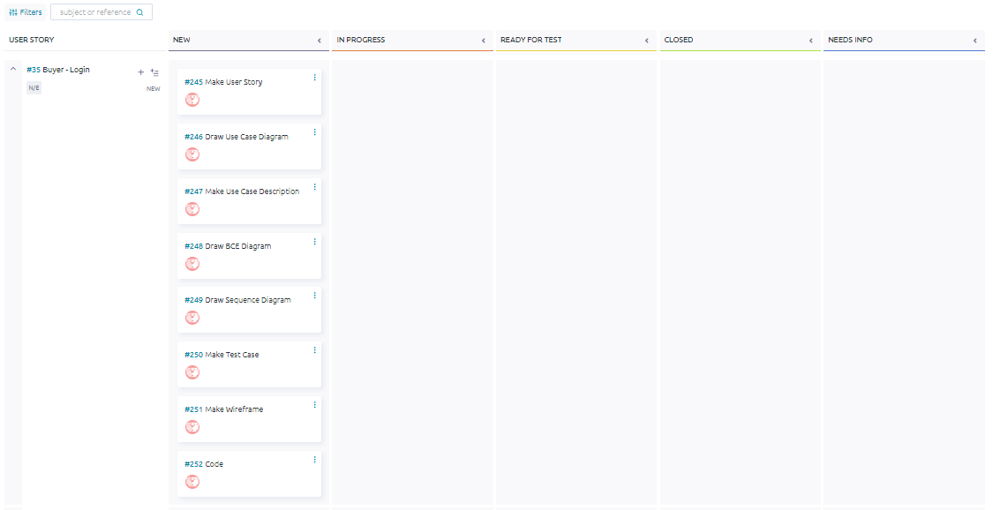 Filters
subject or reference
USER STORY
NEW
IN PROGRESS
READY FOR TEST
CLOSED
NEEDS INFO
#35 Buyer - Login
N/E
NEW
#245 Make User Story
#246 Draw Use Case Diagram
#247 Make Use Case Description
#248 Draw BCE Diagram
#249 Draw Sequence Diagram
#250 Make Test Case
#251 Make Wireframe
#252 Code